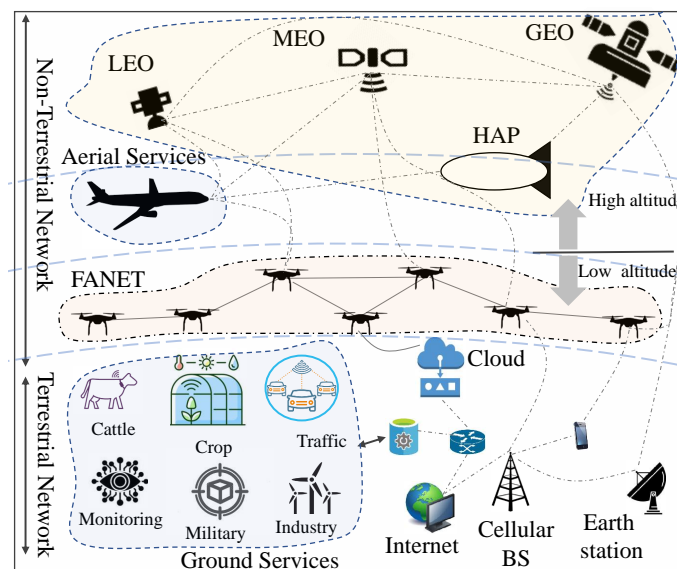 MEO
GEO
LEO
HAP
Aerial Services
High altitud
Low altitude
FANET
Cloud
Cattle
Crop
Traffic
Monitoring
Military
Industry
Ground Services
Internet
Cellular
BS
Earth
station
Non-Terrestrial Network
Terrestrial Network